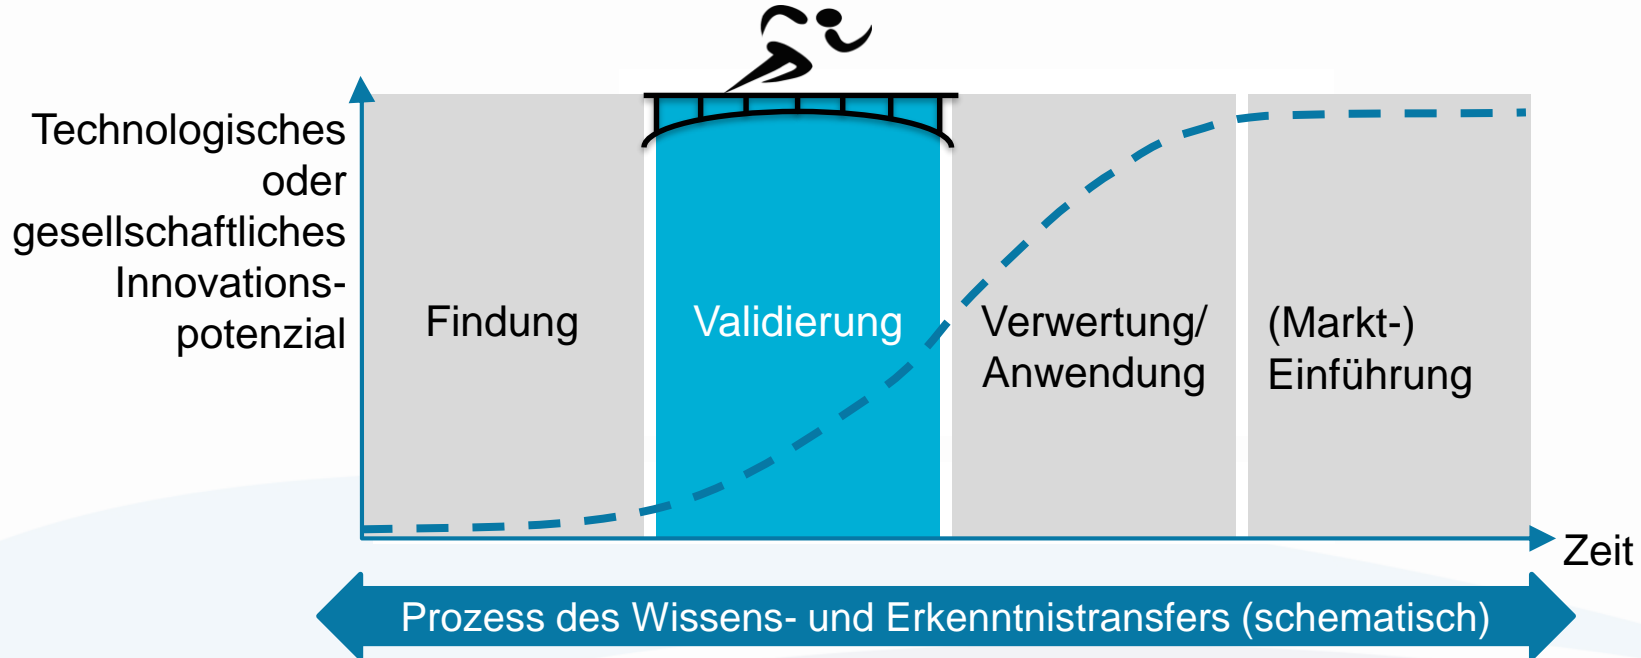 Technologisches
oder
gesellschaftliches
Innovations-
potenzial
Findung
Validierung
Verwertung/
Anwendung
(Markt-)
Einführung
Zeit
Prozess des Wissens- und Erkenntnistransfers (schematisch)